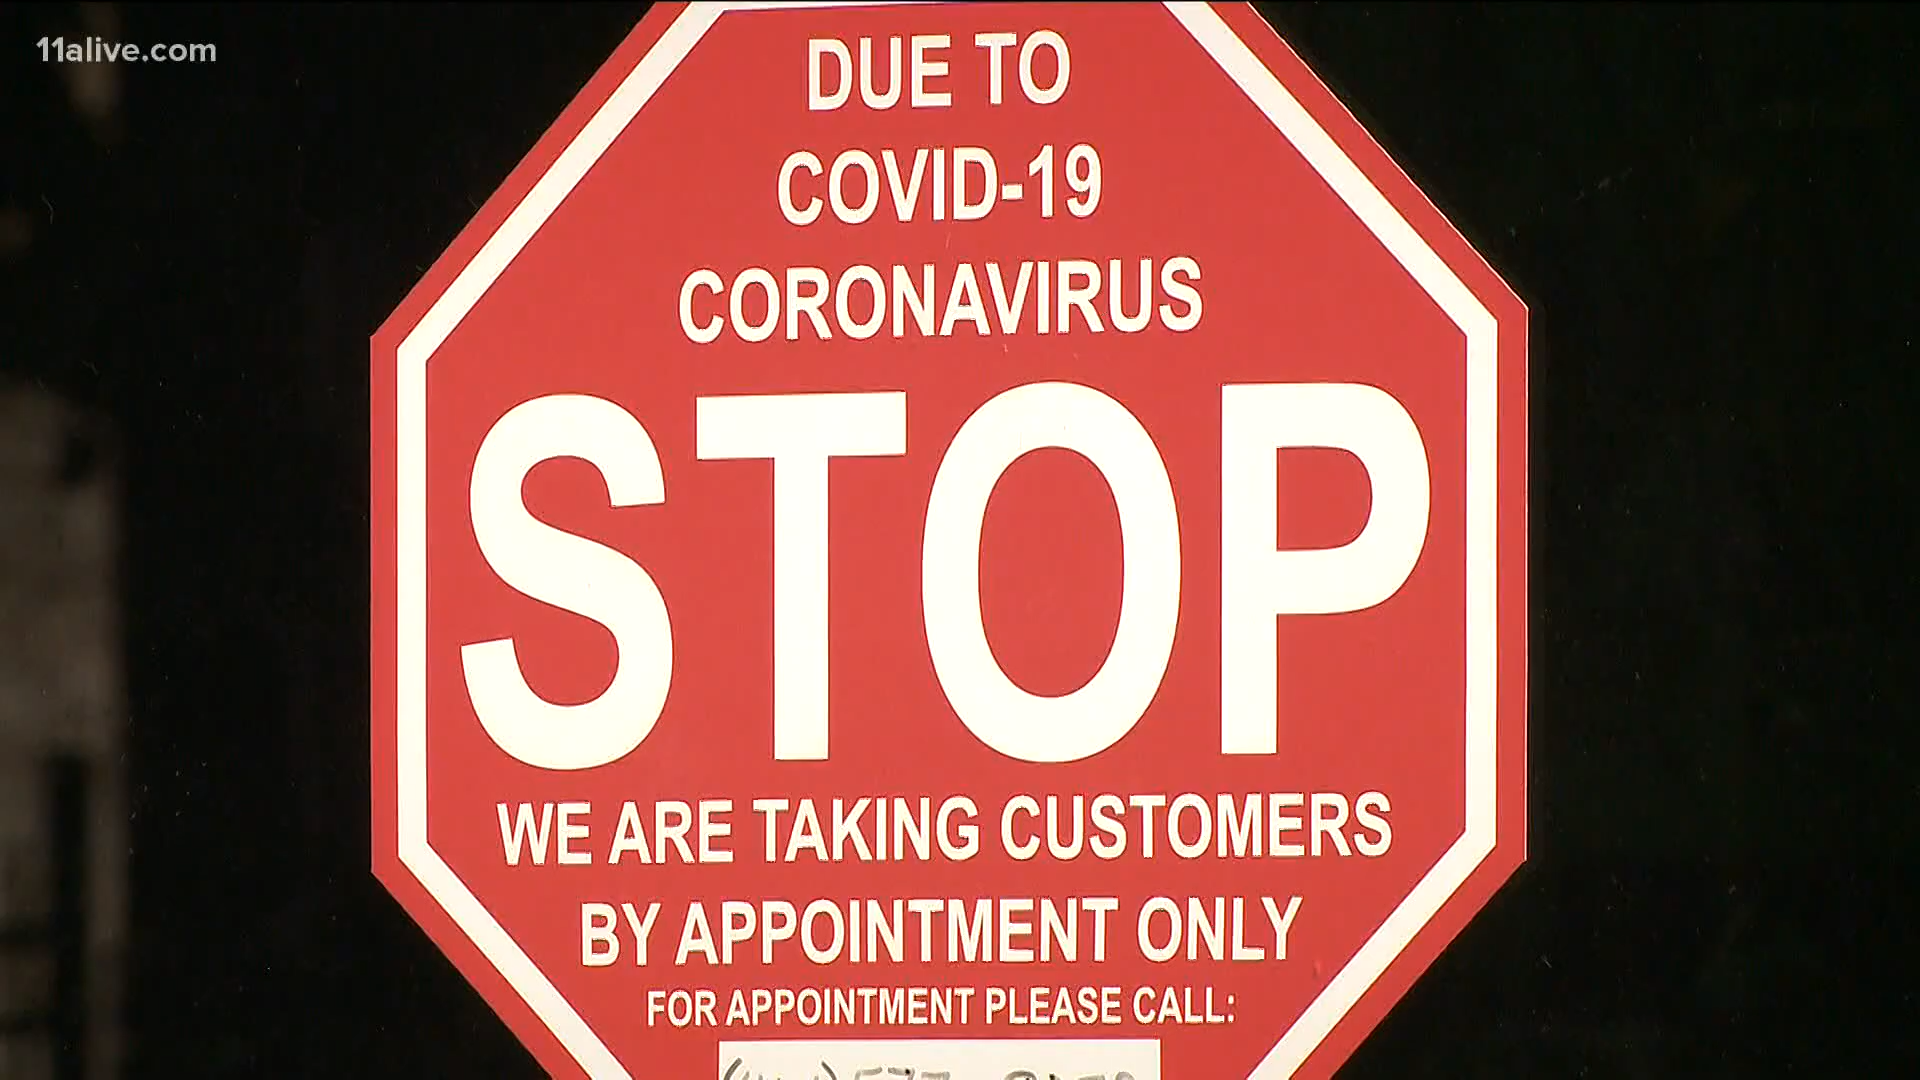 11alive.com
DUE TO
COVID-19
CORONAVIRUS
STOP
WE ARE TAKING CUSTOMERS
BY APPOINTMENT ONLY
FOR APPOINTMENT PLEASE CALL: